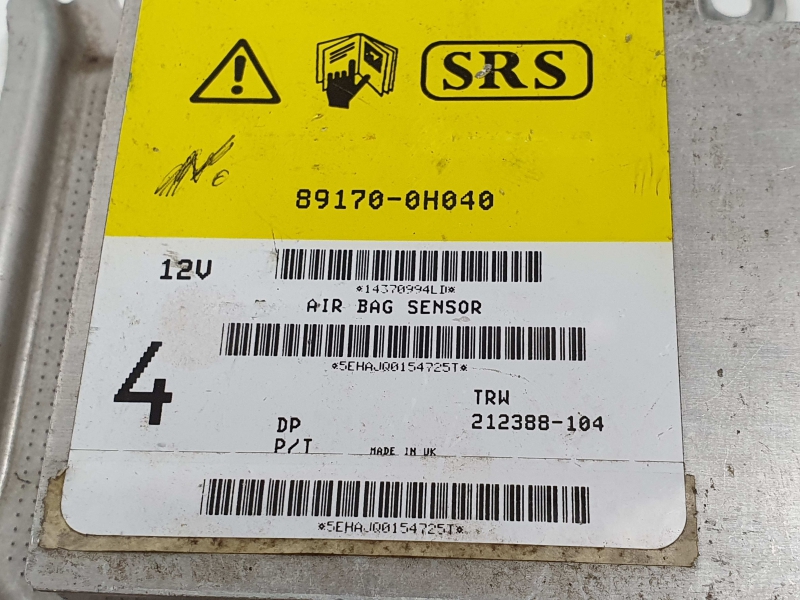 SRS
89170-0H040
12V
*14370994LD*
AIR BAG SENSOR
*5EHAJQ0154725T*
4
TRW
DP
212388-104
P/T
MADE IN UK
*5EHAJQ0154725T*